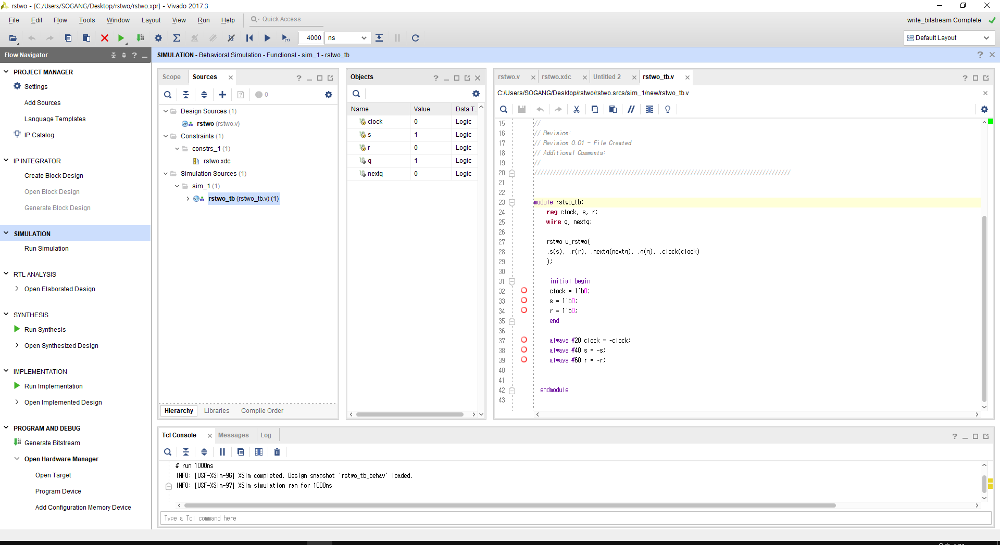 rstwo - [C:/Users/SOGANG/Desktop/rstwo/rstwo.xpr] - Vivado 2017.3
File Edit Flow Tools Window Layout View Run Help Quick Access
write_bitstream Complete
4000 ns
Default Layout
Flow Navigator
PROJECT MANAGER
Settings
Add Sources
Language Templates
IP Catalog
IP INTEGRATOR
Create Block Design
Open Block Design
Generate Block Design
SIMULATION
Run Simulation
RTL ANALYSIS
Open Elaborated Design
SYNTHESIS
Run Synthesis
Open Synthesized Design
IMPLEMENTATION
Run Implementation
Open Implemented Design
PROGRAM AND DEBUG
Generate Bitstream
Open Hardware Manager
Open Target
Program Device
Add Configuration Memory Device
SIMULATION - Behavioral Simulation - Functional - sim_1 - rstwo_tb
Scope Sources
0
Design Sources (1)
rstwo (rstwo.v)
Constraints (1)
constrs_1 (1)
rstwo.xdc
Simulation Sources (1)
sim_1 (1)
rstwo_tb (rstwo_tb.v) (1)
Hierarchy Libraries Compile Order
Objects
Name Value Data T..
clock 0 Logic
s 1 Logic
r 0 Logic
q 1 Logic
nextq 0 Logic
rstwo.v rstwo.xdc Untitled 2 rstwo_tb.v
C:/Users/SOGANG/Desktop/rstwo/rstwo.srcs/sim_1/new/rstwo_tb.v
15 //
16 // Revision:
17 // Revision 0.01 - File Created
18 // Additional Comments:
19 //
20 //////////////////////////////////////////////////////////////////////////////////
21
22
23 module rstwo_tb;
24 reg clock, s, r;
25 wire q, nextq;
26
27 rstwo u_rstwo(
28 .s(s), .r(r), .nextq(nextq), .q(q), .clock(clock)
29 );
30
31 initial begin
32 clock = 1'b0;
33 s = 1'b0;
34 r = 1'b0;
35 end
36
37 always #20 clock = ~clock;
38 always #40 s = ~s;
39 always #60 r = ~r;
40
41
42 endmodule
43
Tcl Console Messages Log
# run 1000ns
INFO: [USF-XSim-96] XSim completed. Design snapshot 'rstwo_tb_behav' loaded.
INFO: [USF-XSim-97] XSim simulation ran for 1000ns
Type a Tcl command here